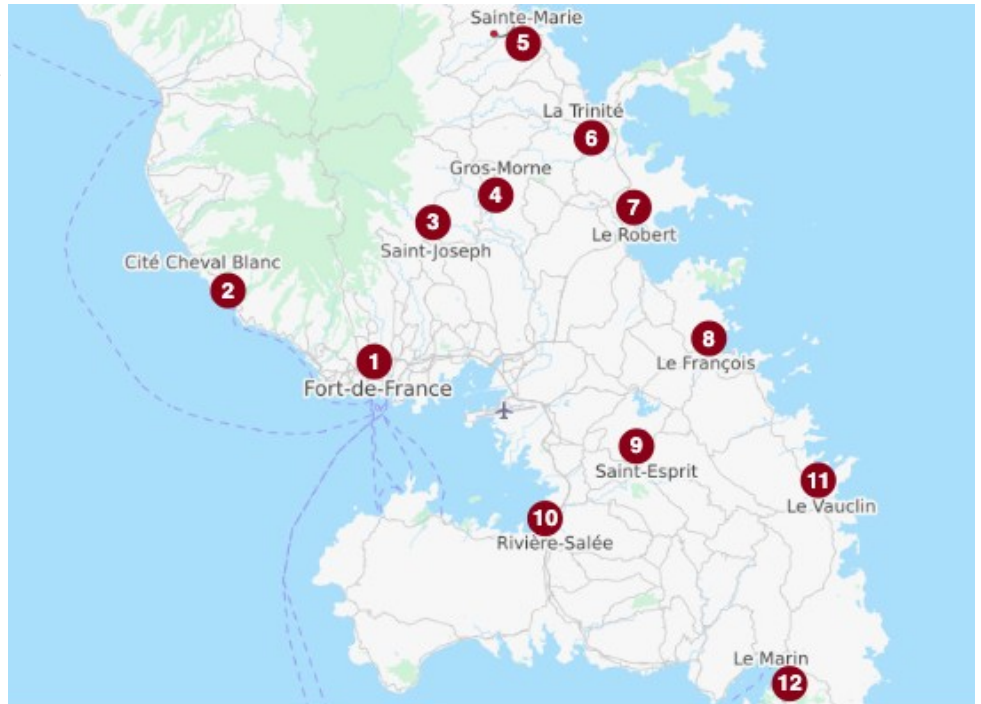 Sainte-Marie
5
La Trinité
6
Gros-Morne
4
7
Le Robert
3
Saint-Joseph
Cité Cheval Blanc
2
8
Le François
1
Fort-de-France
9
Saint-Esprit
11
Le Vauclin
10
Rivière-Salée
Le Marin
12